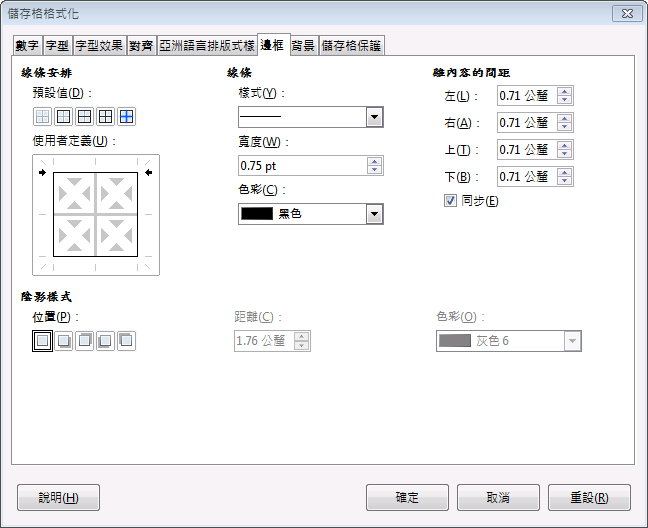 儲存格格式化
數字 字型 字型效果 對齊 亞洲語言排版式樣 邊框 背景 儲存格保護
線條安排
預設值(D)：
使用者定義(U)：
線條
樣式(Y)：
寬度(W)
0.75 pt
色彩(C)：
黑色
離內容的間距
左(L)： 0.71 公釐
右(A)： 0.71 公釐
上(T)： 0.71 公釐
下(B)： 0.71 公釐
同步(E)
陰影樣式
位置(P)：
距離(C)：
1.76 公釐
色彩(O)：
灰色 6
說明(H) 確定 取消 重設(R)